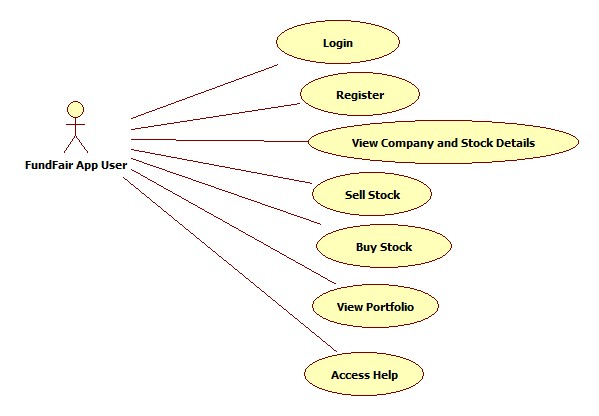 Login
Register
View Company and Stock Details
FundFair App User
Sell Stock
Buy Stock
View Portfolio
Access Help